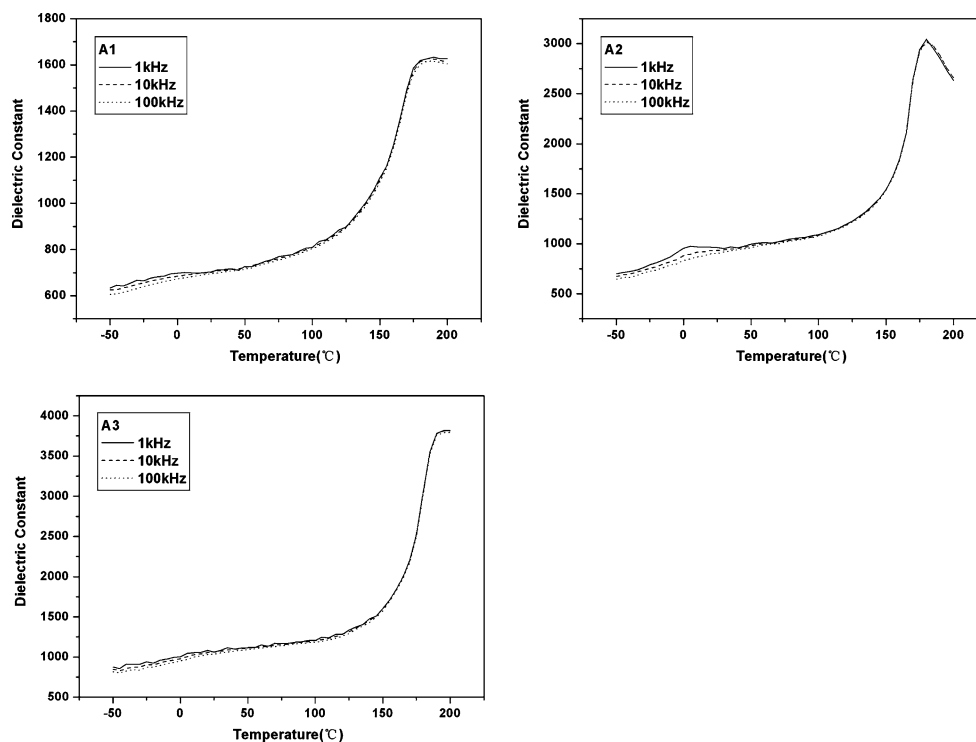 A1
1kHz
10kHz
100kHz
Dielectric Constant
1800
1600
1400
1200
1000
800
600
-50 0 50 100 150 200
Temperature(℃)
A2
1kHz
10kHz
100kHz
Dielectric Constant
3000
2500
2000
1500
1000
500
-50 0 50 100 150 200
Temperature(℃)
A3
1kHz
10kHz
100kHz
Dielectric Constant
4000
3500
3000
2500
2000
1500
1000
500
-50 0 50 100 150 200
Temperature(℃)